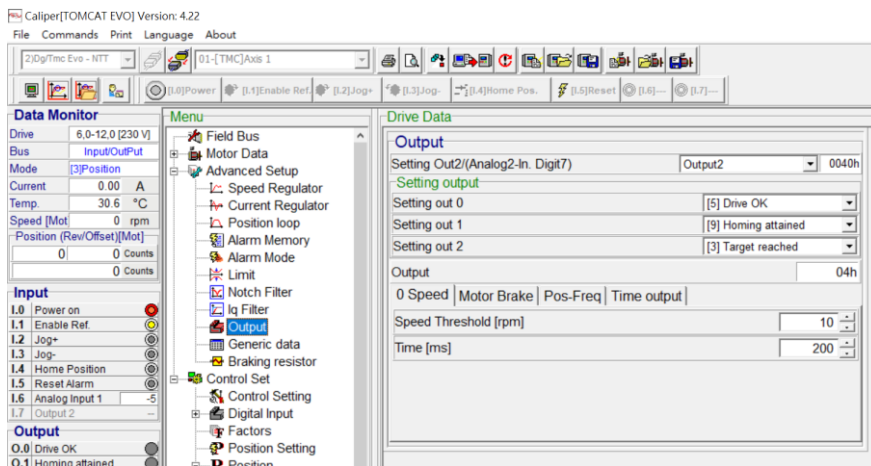 Caliper[TOMCAT EVO] Version: 4.22
File Commands Print Language About
2)Dg/Tmc Evo - NTT 01-[TMC]Axis 1
[I.0]Power [I.1]Enable Ref. [I.2]Jog+ [I.3]Jog- [I.4]Home Pos. [I.5]Reset [I.6]--- [I.7]---
Data Monitor
Drive 6,0-12,0 [230 V]
Bus Input/OutPut
Mode [3]Position
Current 0.00 A
Temp. 30.6 °C
Speed [Mot 0 rpm
Position (Rev/Offset)[Mot]
0 0 Counts
0 Counts
Input
I.0 Power on
I.1 Enable Ref.
I.2 Jog+
I.3 Jog-
I.4 Home Position
I.5 Reset Alarm
I.6 Analog Input 1 -5
I.7 Output 2 --
Output
O.0 Drive OK
O.1 Homing attained
Menu
Field Bus
Motor Data
Advanced Setup
Speed Regulator
Current Regulator
Position loop
Alarm Memory
Alarm Mode
Limit
Notch Filter
Iq Filter
Output
Generic data
Braking resistor
Control Set
Control Setting
Digital Input
Factors
Position Setting
Position
Drive Data
Output
Setting Out2/(Analog2-In. Digit7) Output2 0040h
Setting output
Setting out 0 [5] Drive OK
Setting out 1 [9] Homing attained
Setting out 2 [3] Target reached
Output 04h
0 Speed Motor Brake Pos-Freq Time output
Speed Threshold [rpm] 10
Time [ms] 200